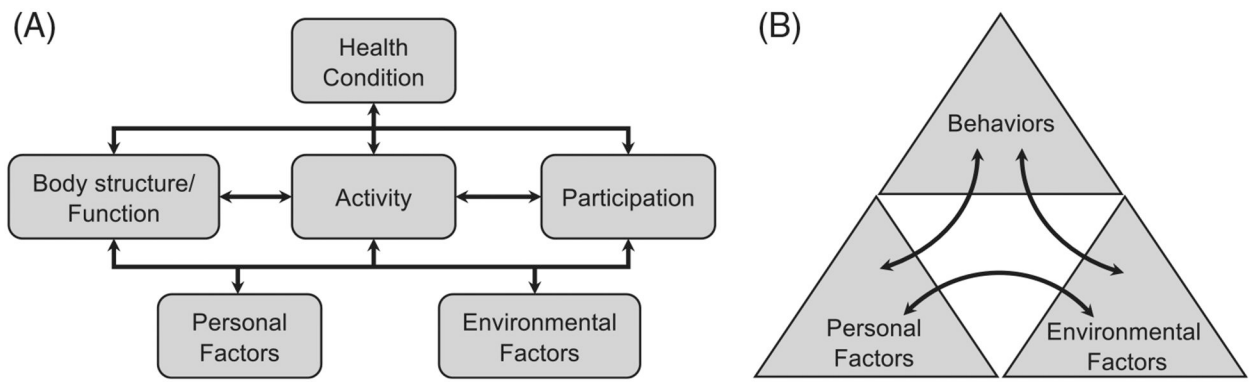 (A)
Health
Condition
Body structure/
Function
Activity
Participation
Personal
Factors
Environmental
Factors
(B)
Behaviors
Personal
Factors
Environmental
Factors